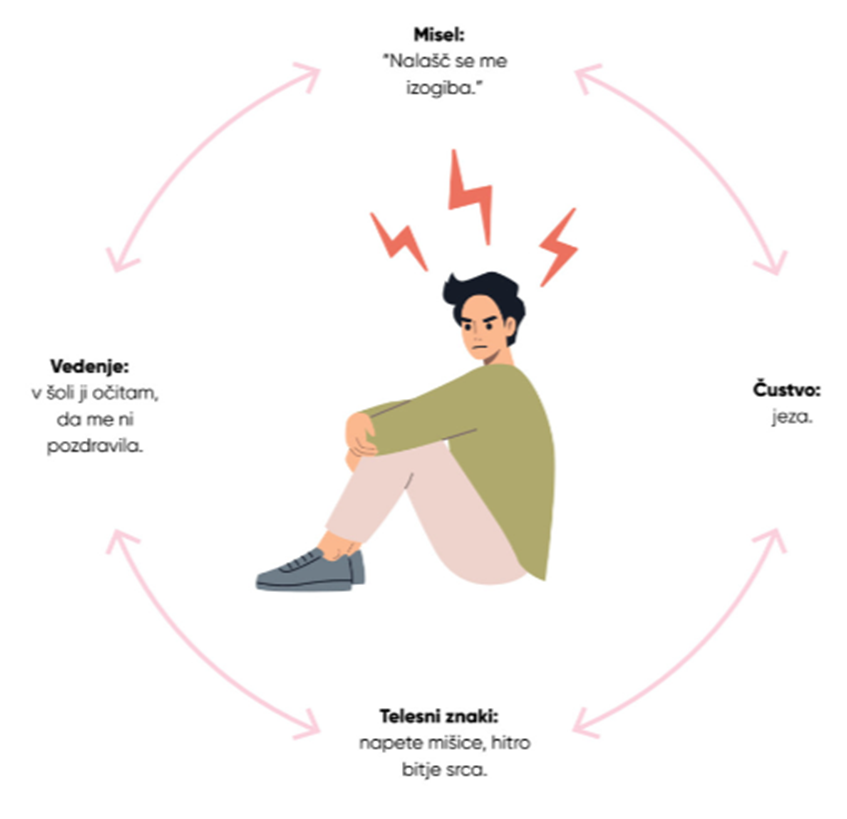 Misel:
"Nalašč se me
izogiba."
Čustvo:
jeza.
Telesni znaki:
napete mišice, hitro
bitje srca.
Vedenje:
v šoli ji očitam,
da me ni
pozdravila.